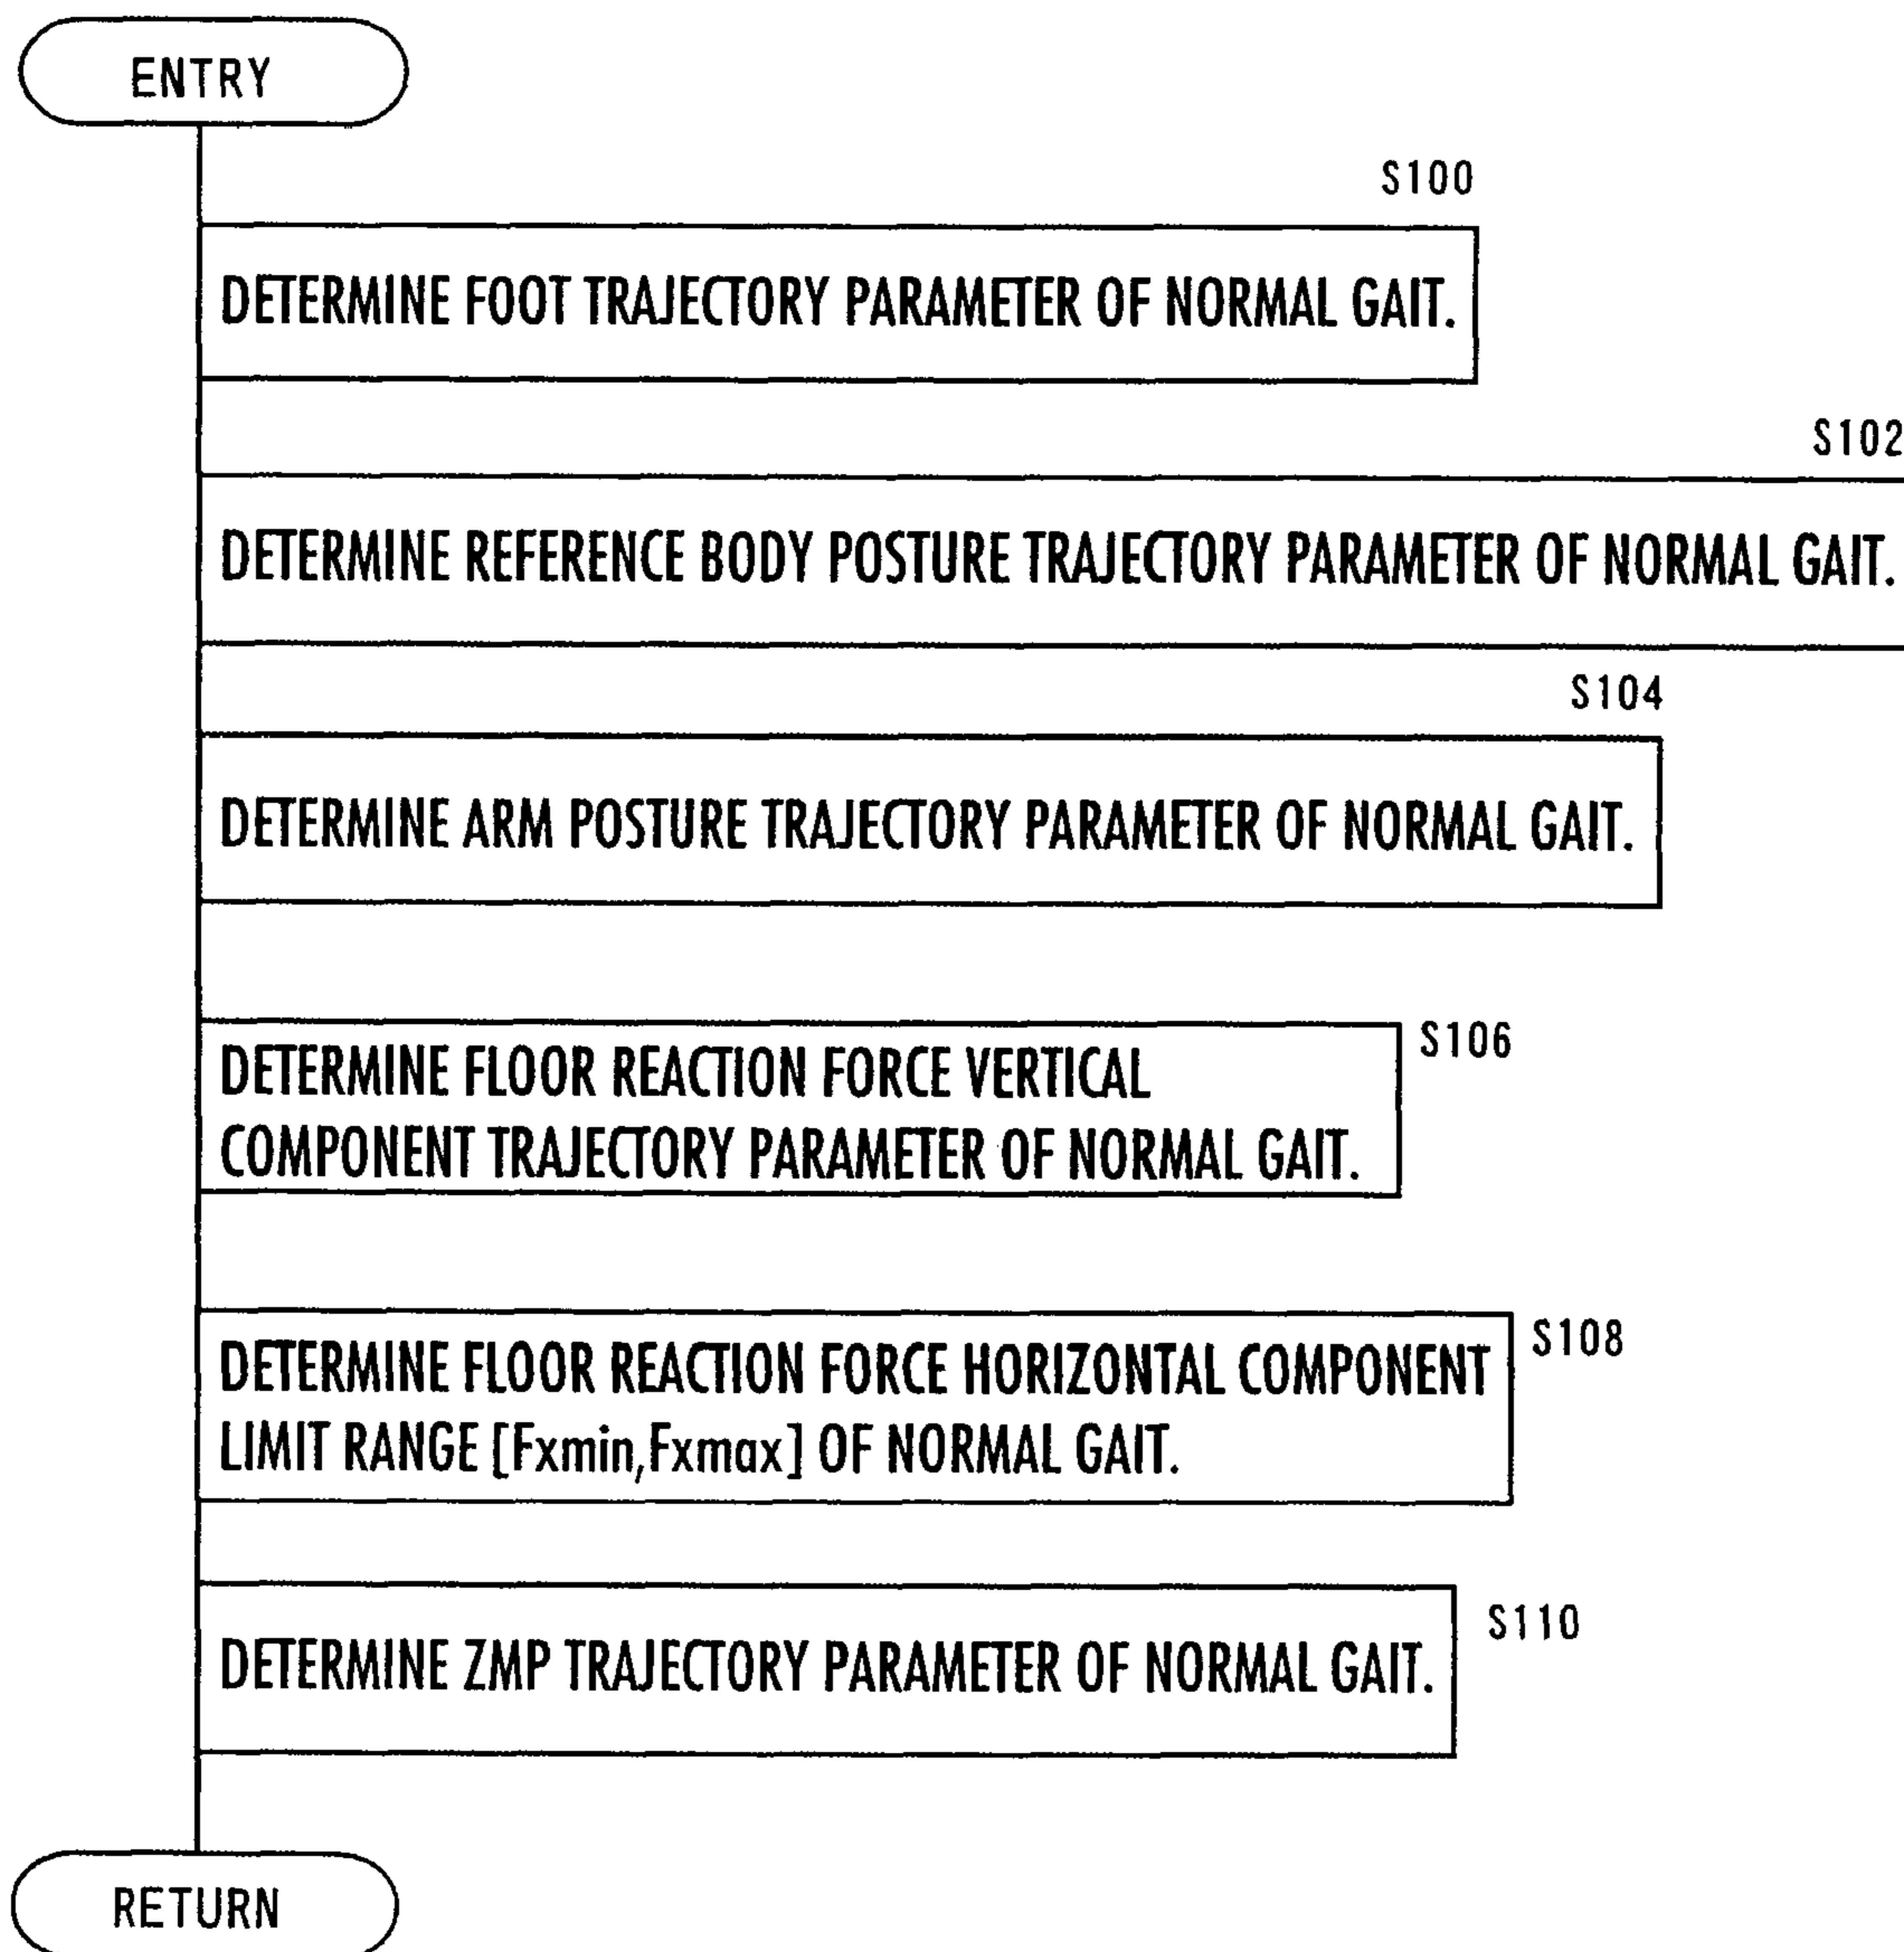 ENTRY
S100
DETERMINE FOOT TRAJECTORY PARAMETER OF NORMAL GAIT.
S102
DETERMINE REFERENCE BODY POSTURE TRAJECTORY PARAMETER OF NORMAL GAIT.
S104
DETERMINE ARM POSTURE TRAJECTORY PARAMETER OF NORMAL GAIT.
S106
DETERMINE FLOOR REACTION FORCE VERTICAL
COMPONENT TRAJECTORY PARAMETER OF NORMAL GAIT.
S108
DETERMINE FLOOR REACTION FORCE HORIZONTAL COMPONENT
LIMIT RANGE [Fxmin,Fxmax] OF NORMAL GAIT.
S110
DETERMINE ZMP TRAJECTORY PARAMETER OF NORMAL GAIT.
RETURN